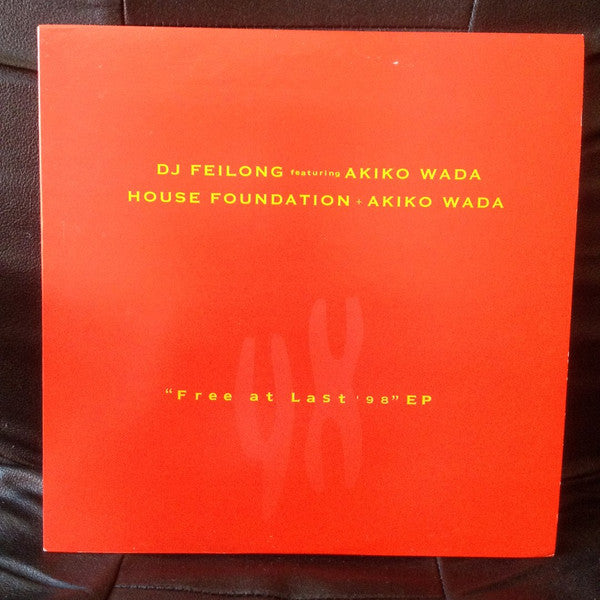 DJ FEILONG featuring AKIKO WADA
HOUSE FOUNDATION + AKIKO WADA
"Free at LaSt '98" EP